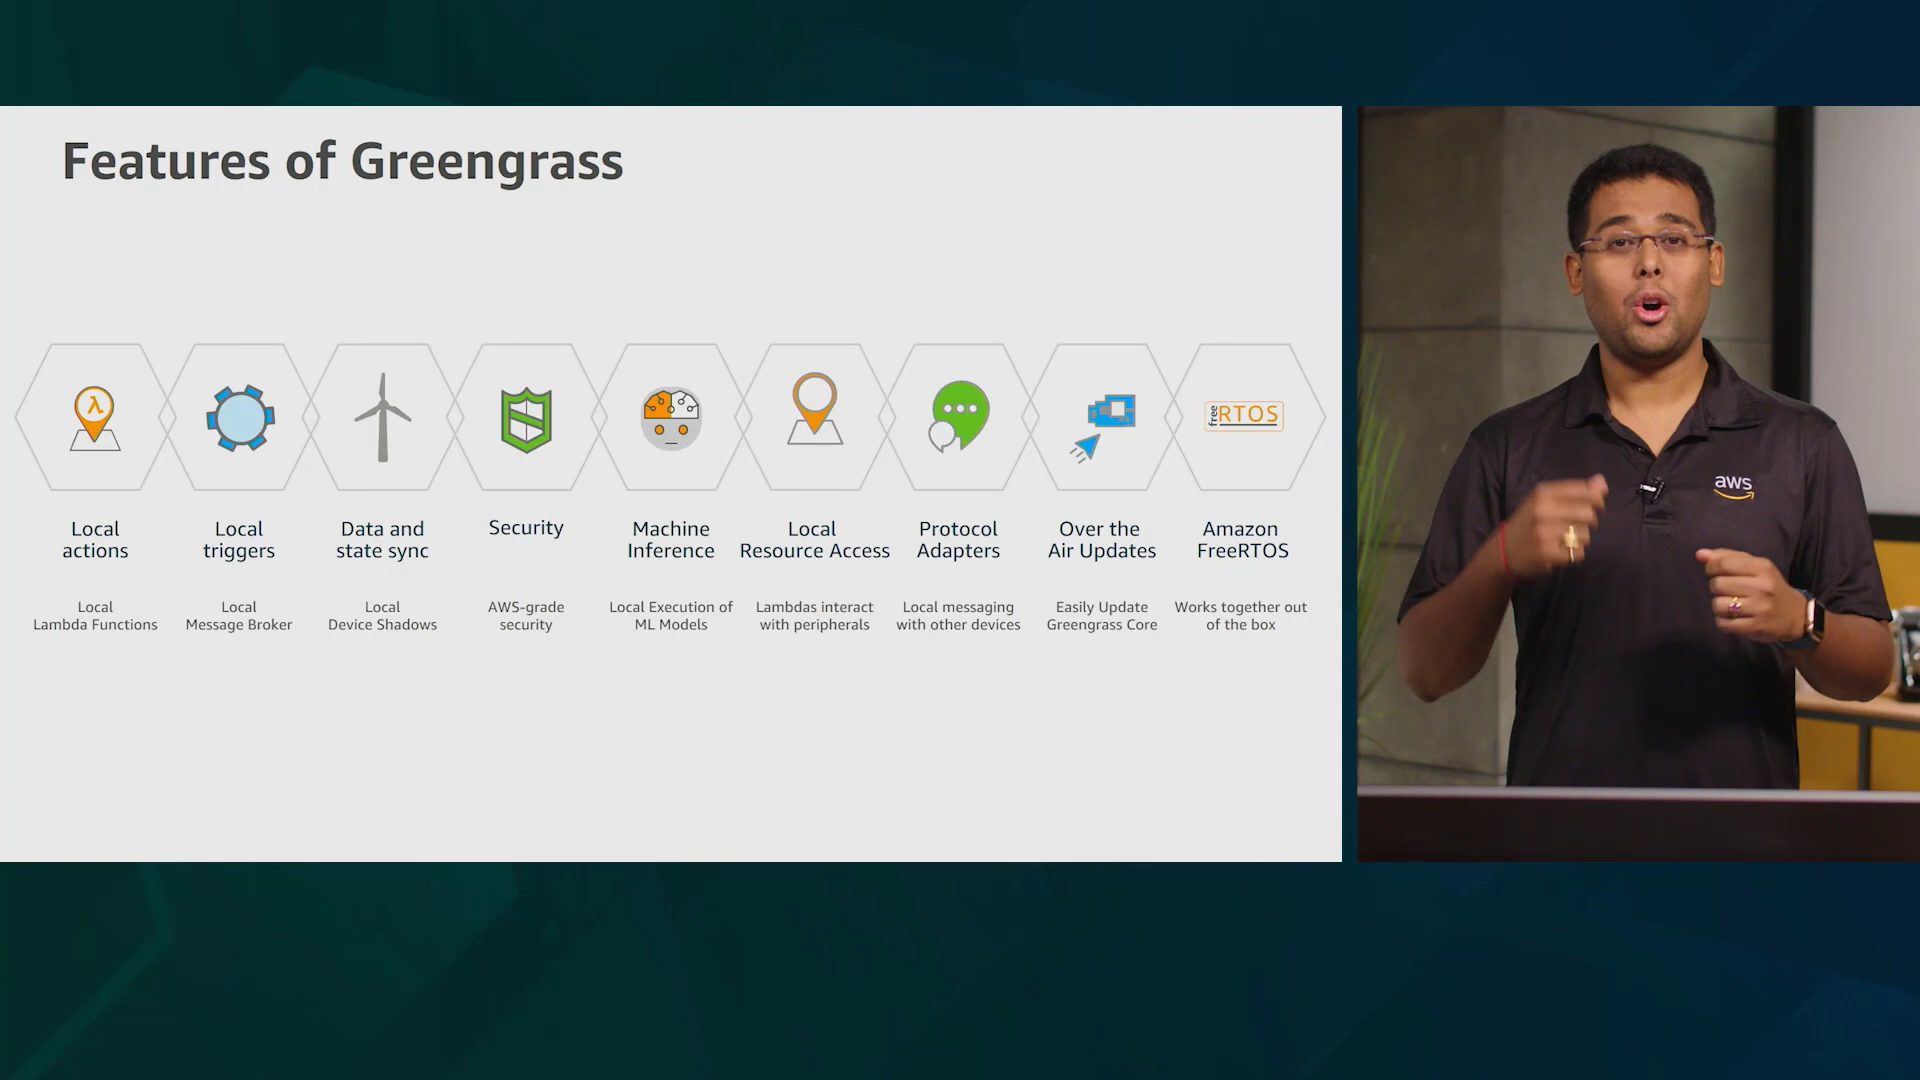 Features of Greengrass
λ
free RTOS
Local
actions
Local
triggers
Data and
state sync
Security
Machine
Inference
Local
Resource Access
Protocol
Adapters
Over the
Air Updates
Amazon
FreeRTOS
Local
Lambda Functions
Local
Message Broker
Local
Device Shadows
AWS-grade
security
Local Execution of
ML Models
Lambdas interact
with peripherals
Local messaging
with other devices
Easily Update
Greengrass Core
Works together out
of the box
aws